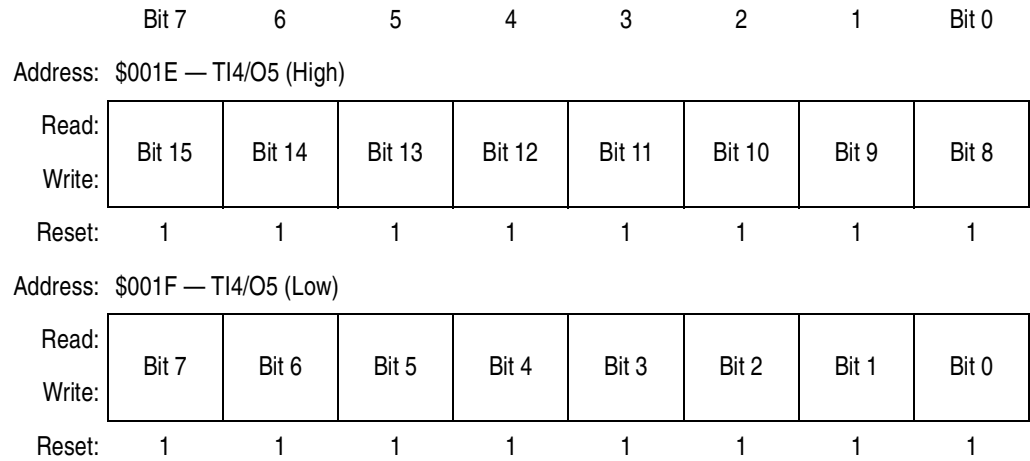 Bit 7 6 5 4 3 2 1 Bit 0
Address: $001E — TI4/O5 (High)
Read:
Bit 15 Bit 14 Bit 13 Bit 12 Bit 11 Bit 10 Bit 9 Bit 8
Write:
Reset: 1 1 1 1 1 1 1 1
Address: $001F — TI4/O5 (Low)
Read:
Bit 7 Bit 6 Bit 5 Bit 4 Bit 3 Bit 2 Bit 1 Bit 0
Write:
Reset: 1 1 1 1 1 1 1 1